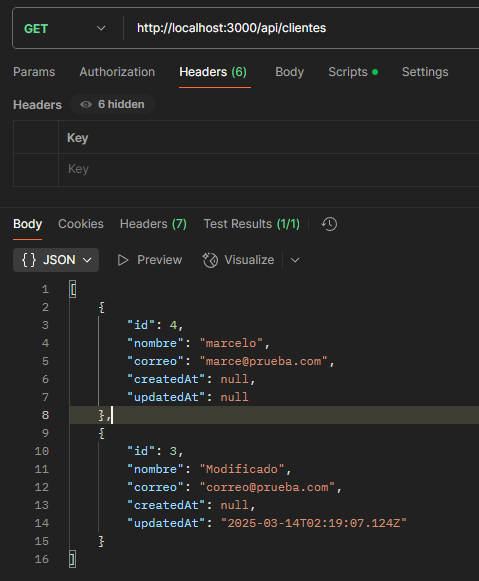 GET http://localhost:3000/api/clientes
Params Authorization Headers (6) Body Scripts Settings
Headers 6 hidden
Key
Key
Body Cookies Headers (7) Test Results (1/1)
{} JSON Preview Visualize
1 [
2 {
3 "id": 4,
4 "nombre": "marcelo",
5 "correo": "marce@prueba.com",
6 "createdAt": null,
7 "updatedAt": null
8 },
9 {
10 "id": 3,
11 "nombre": "Modificado",
12 "correo": "correo@prueba.com",
13 "createdAt": null,
14 "updatedAt": "2025-03-14T02:19:07.124Z"
15 }
16 ]